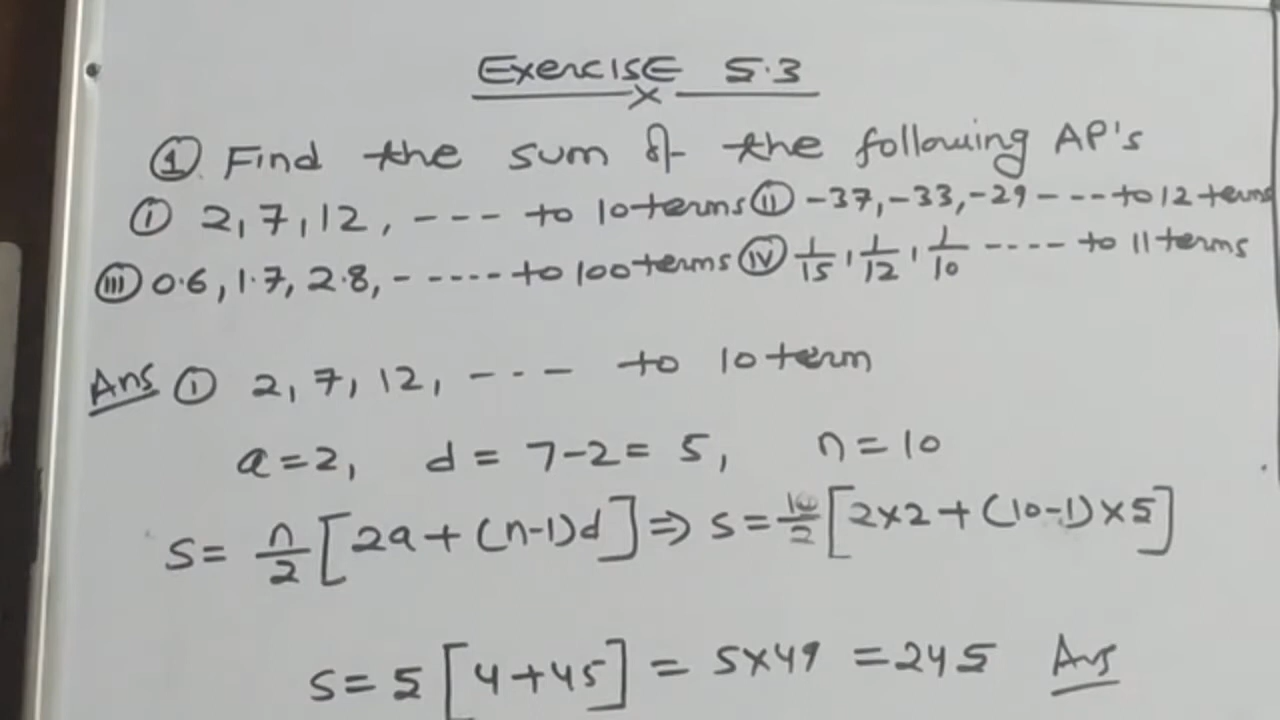 Exercise 5.3
① Find the sum of the following AP's
(i) 2, 7, 12, ---- to 10 terms (ii) -37, -33, -29 ---- to 12 terms
(iii) 0.6, 1.7, 2.8, ------ to 100 terms (iv) 1/15, 1/12, 1/10 ---- to 11 terms
Ans (i) 2, 7, 12, --- to 10 term
a=2, d = 7-2 = 5, n = 10
S = n/2 [2a + (n-1)d] ⇒ S = 10/2 [2×2 + (10-1)×5]
S = 5 [4+45] = 5×49 = 245 Ans